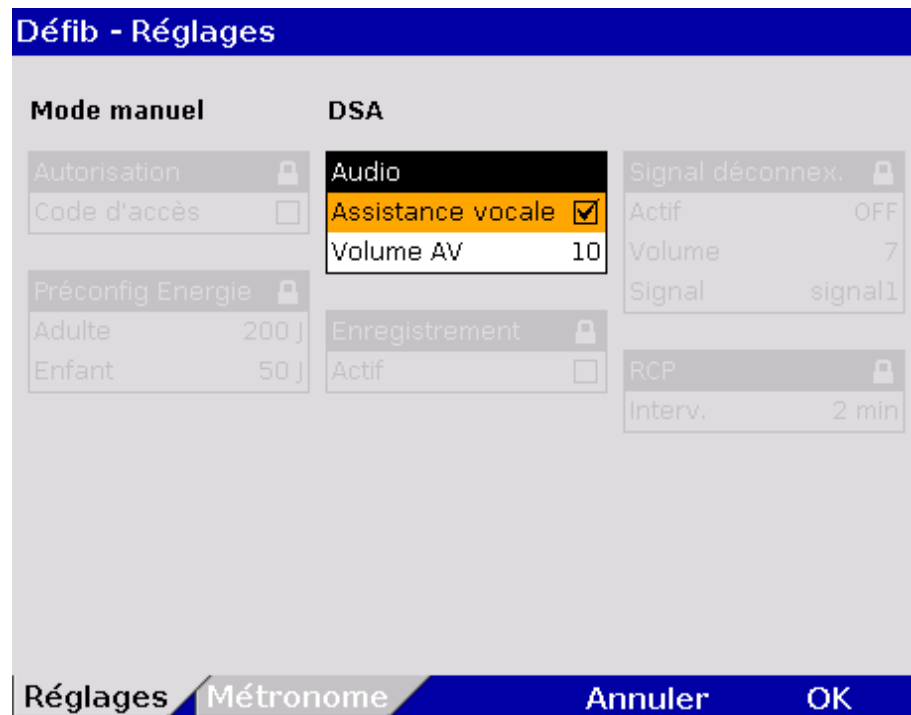 Défib - Réglages
Mode manuel
DSA
Autorisation
Code d'accès
Préconfig Energie
Adulte 200 J
Enfant 50 J
Audio
Assistance vocale
Volume AV 10
Enregistrement
Actif
Signal déconnex.
Actif OFF
Volume 7
Signal signal1
RCP
Interv. 2 min
Réglages Métronome Annuler OK